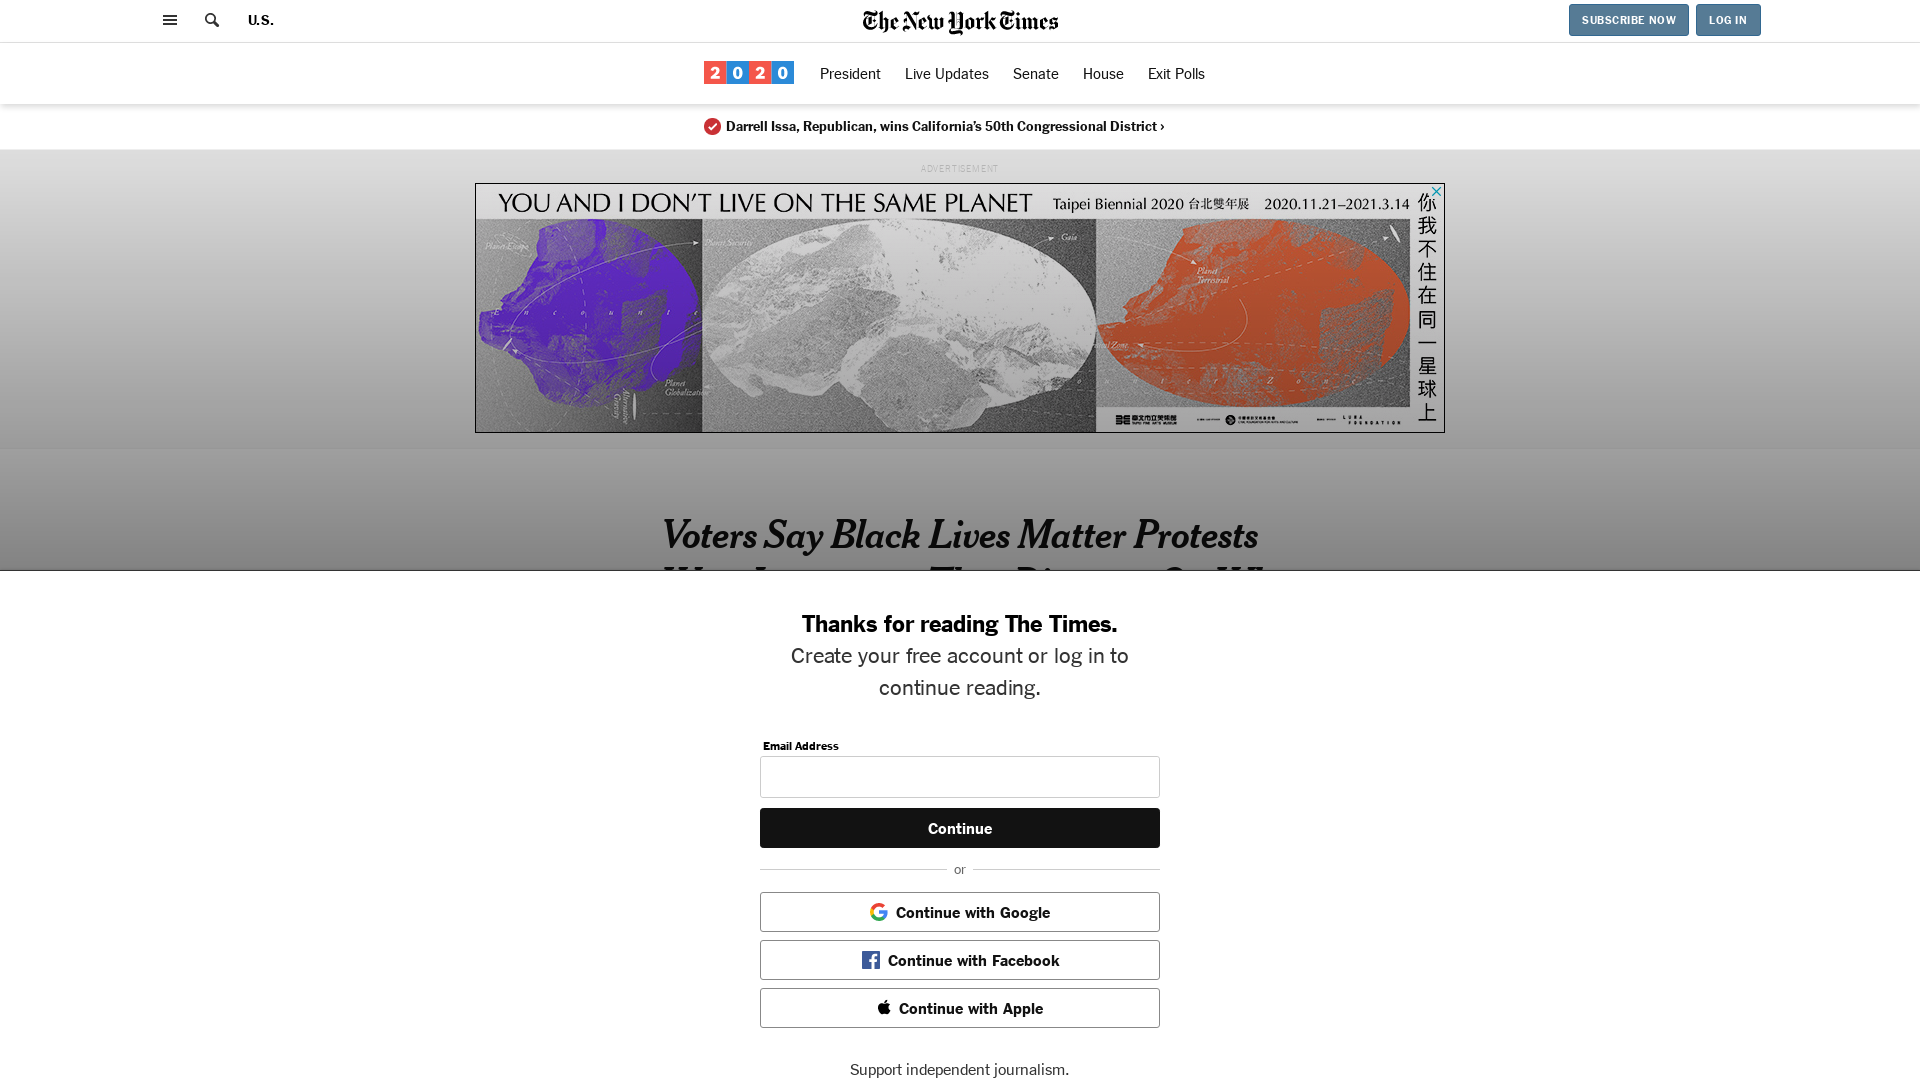 U.S.
The New York Times
SUBSCRIBE NOW
LOG IN
2020
President
Live Updates
Senate
House
Exit Polls
Darrell Issa, Republican, wins California's 50th Congressional District ›
ADVERTISEMENT
YOU AND I DON'T LIVE ON THE SAME PLANET
Taipei Biennial 2020 台北雙年展 2020.11.21–2021.3.14
你我不住在同一星球上
Planet Escape
Planet Security
Gaia
Planet
Terrestrial
Planet
Globalization
Alternative
Gravity
Voters Say Black Lives Matter Protests
Thanks for reading The Times.
Create your free account or log in to
continue reading.
Email Address
Continue
or
Continue with Google
Continue with Facebook
Continue with Apple
Support independent journalism.